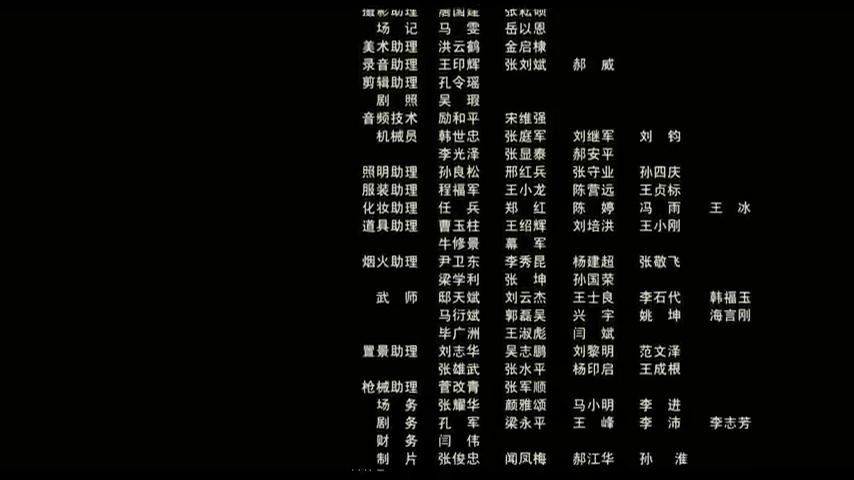 摄影助理 唐国建 张耘硕
场 记 马 雯 岳以恩
美术助理 洪云鹤 金启棣
录音助理 王印辉 张刘斌 郝 威
剪辑助理 孔令瑶
剧 照 吴 瑕
音频技术 励和平 宋维强
机械员 韩世忠 张庭军 刘继军 刘 钧
李光泽 张显泰 郝安平
照明助理 孙良松 邢红兵 张守业 孙四庆
服装助理 程福军 王小龙 陈营远 王贞标
化妆助理 任 兵 郑 红 陈 婷 冯 雨 王 冰
道具助理 曹玉柱 王绍辉 刘培洪 王小刚
牛修景 幕 军
烟火助理 尹卫东 李秀昆 杨建超 张敬飞
梁学利 张 坤 孙国荣
武 师 邸天斌 刘云杰 王士良 李石代 韩福玉
马衍斌 郭磊吴 兴 宇 姚 坤 海言刚
毕广洲 王淑彪 闫 斌
置景助理 刘志华 吴志鹏 刘黎明 范文泽
张雄武 张水平 杨印启 王成根
枪械助理 菅改青 张军顺
场 务 张耀华 颜雅颂 马小明 李 进
剧 务 孔 军 梁永平 王 峰 李 沛 李志芳
财 务 闫 伟
制 片 张俊忠 闻凤梅 郝江华 孙 淮